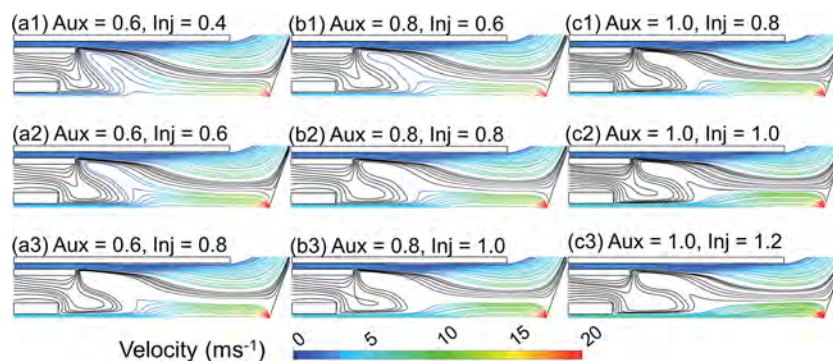 (a1) Aux = 0.6, Inj = 0.4
(b1) Aux = 0.8, Inj = 0.6
(c1) Aux = 1.0, Inj = 0.8
(a2) Aux = 0.6, Inj = 0.6
(b2) Aux = 0.8, Inj = 0.8
(c2) Aux = 1.0, Inj = 1.0
(a3) Aux = 0.6, Inj = 0.8
(b3) Aux = 0.8, Inj = 1.0
(c3) Aux = 1.0, Inj = 1.2
Velocity (ms⁻¹)
0 5 10 15 20